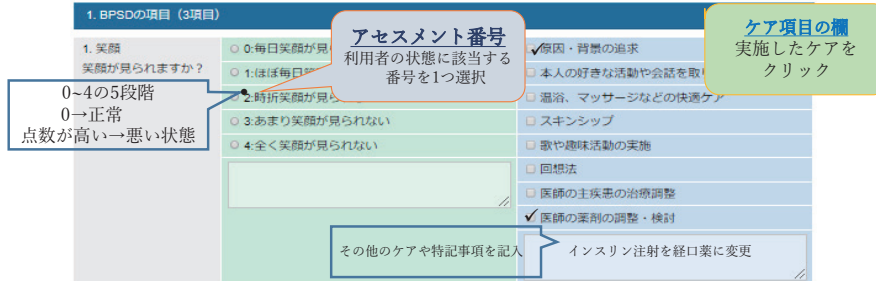 1. BPSDの項目（3項目）
1. 笑顔
笑顔が見られますか？
0~4の5段階
0→正常
点数が高い→悪い状態
0:毎日笑顔が見
1:ほぼ毎日
2:時折笑顔が見
3:あまり笑顔が見られない
4:全く笑顔が見られない
アセスメント番号
利用者の状態に該当する
番号を1つ選択
原因・背景の追求
本人の好きな活動や会話を取り
温浴、マッサージなどの快適ケア
スキンシップ
歌や趣味活動の実施
回想法
医師の主疾患の治療調整
医師の薬剤の調整・検討
ケア項目の欄
実施したケアを
クリック
その他のケアや特記事項を記入
インスリン注射を経口薬に変更